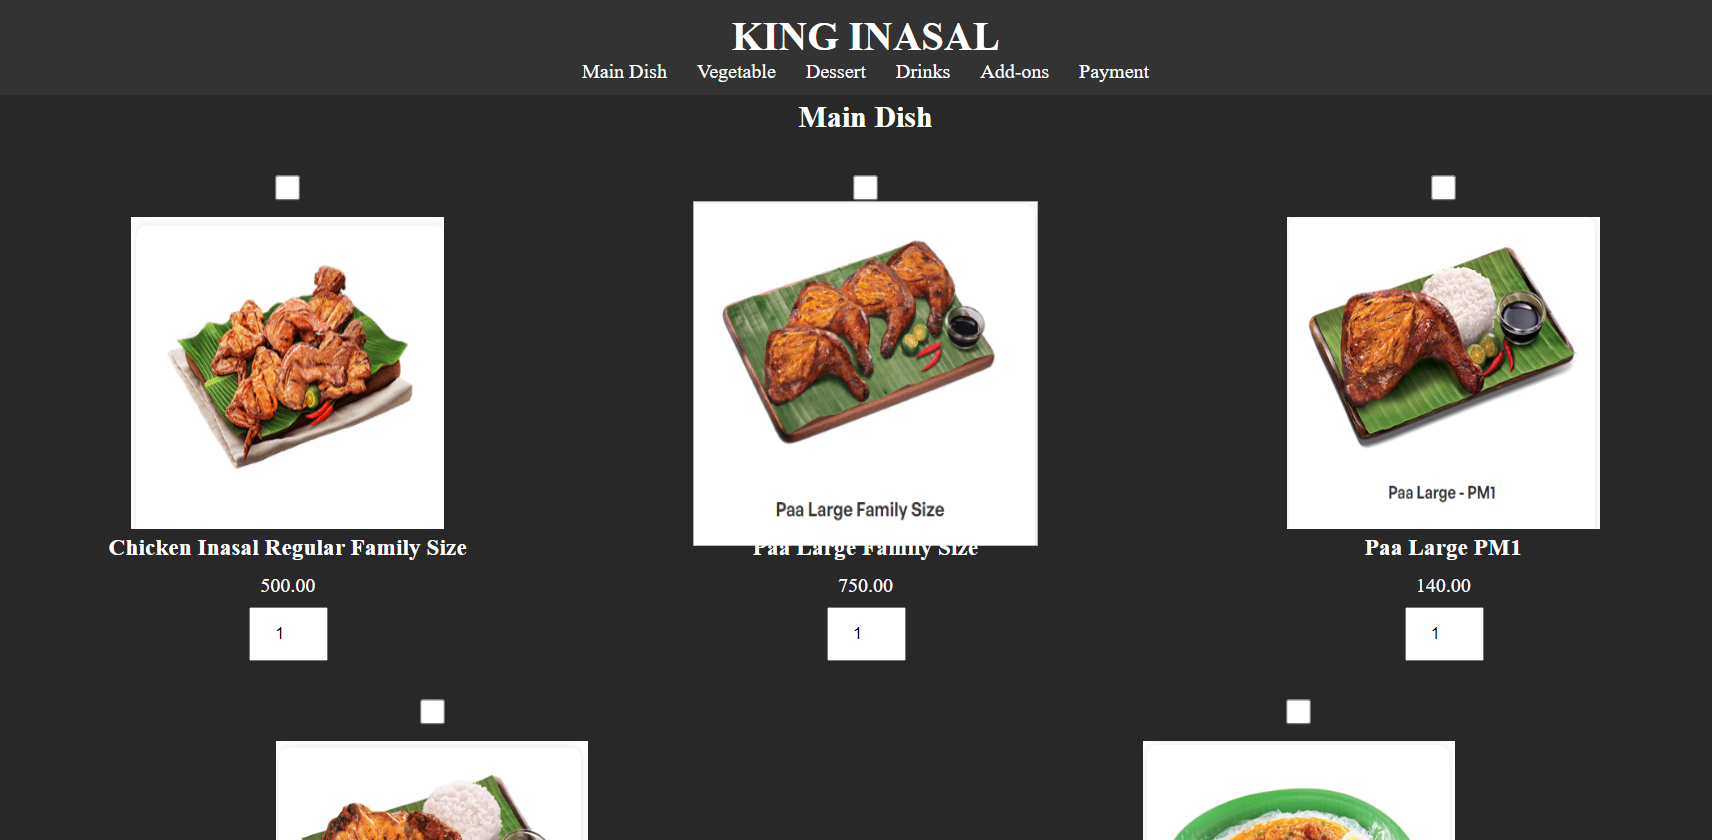 KING INASAL
Main Dish Vegetable Dessert Drinks Add-ons Payment
Main Dish
Paa Large Family Size
Paa Large - PM1
Chicken Inasal Regular Family Size
Paa Large Family Size
Paa Large PM1
500.00
750.00
140.00
1
1
1